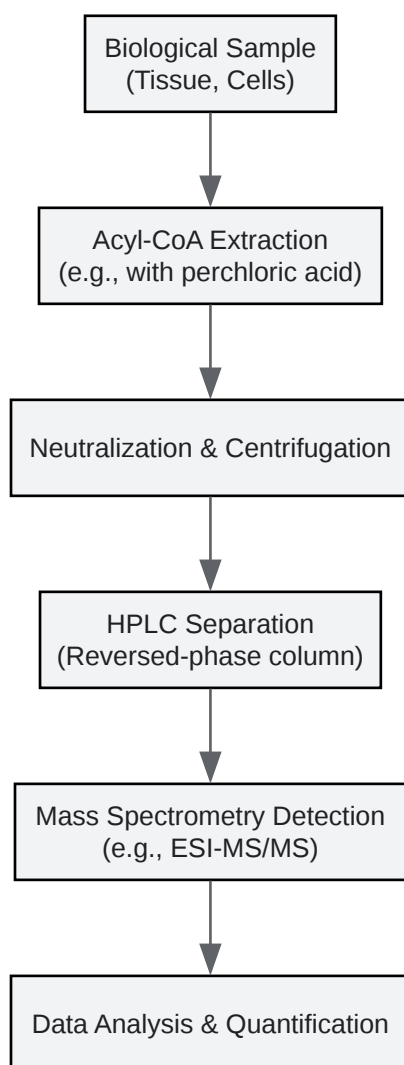 Biological Sample
(Tissue, Cells)
Acyl-CoA Extraction
(e.g., with perchloric acid)
Neutralization & Centrifugation
HPLC Separation
(Reversed-phase column)
Mass Spectrometry Detection
(e.g., ESI-MS/MS)
Data Analysis & Quantification